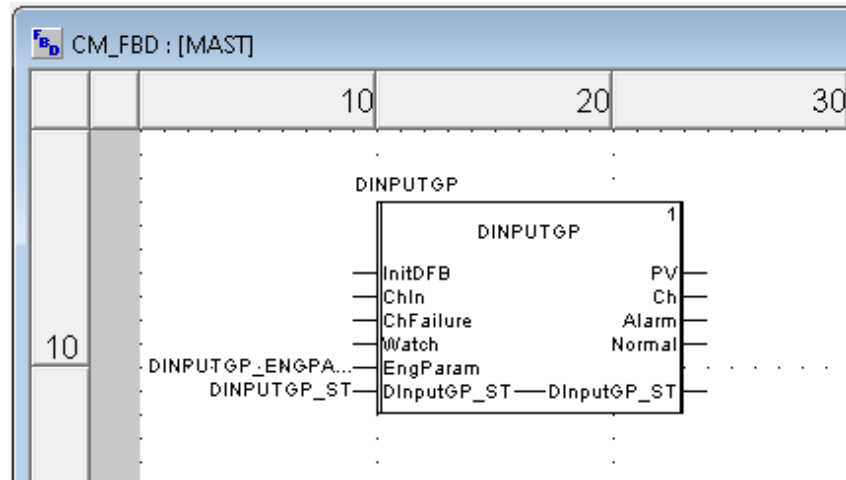 FBD CM_FBD : [MAST]
10 20 30
DINPUTGP
1
DINPUTGP
InitDFB PV
ChIn Ch
ChFailure Alarm
10 Watch Normal
DINPUTGP_ENGPA... EngParam
DINPUTGP_ST DInputGP_ST DInputGP_ST